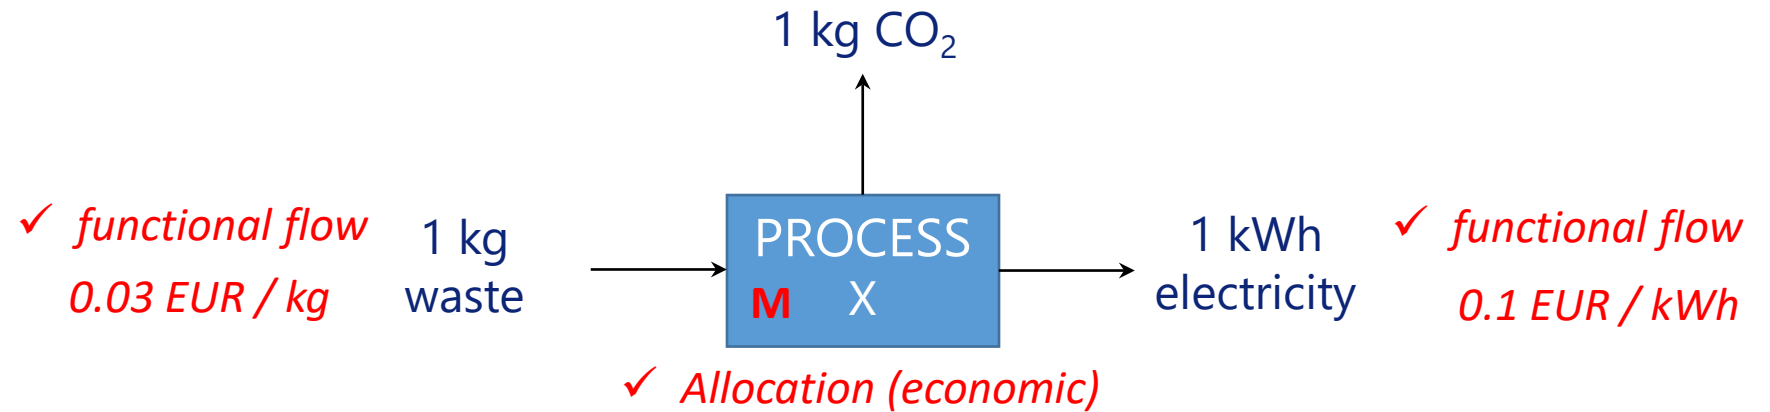 1 kg CO₂
✓ functional flow
0.03 EUR / kg
1 kg
waste
PROCESS
M X
1 kWh
electricity
✓ functional flow
0.1 EUR / kWh
✓ Allocation (economic)